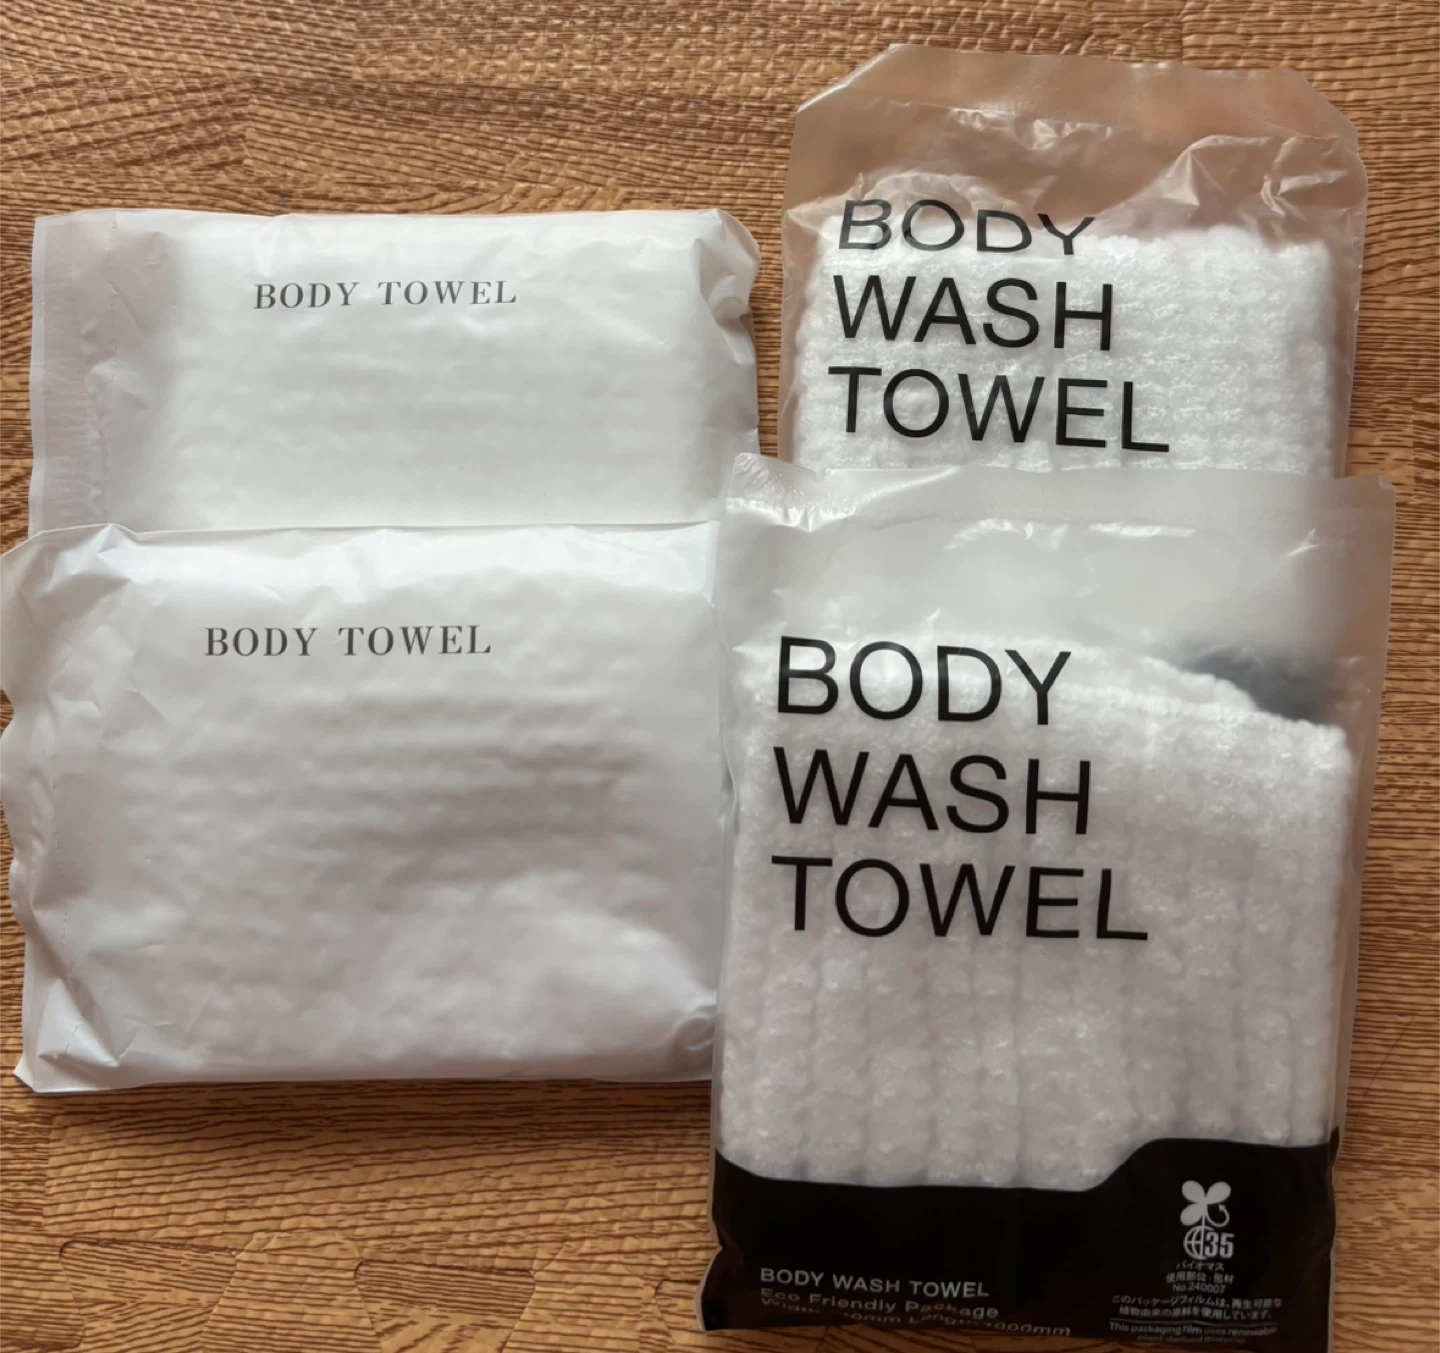 BODY TOWEL
BODY TOWEL
BODY
WASH
TOWEL
BODY
WASH
TOWEL
BODY WASH TOWEL
Eco Friendly Package
35
バイオマス
使用部位:包材
No.240007
このパッケージフィルムは、再生可能な
植物由来の原料を使用しています。
This packaging film uses renewable
plant-derived material